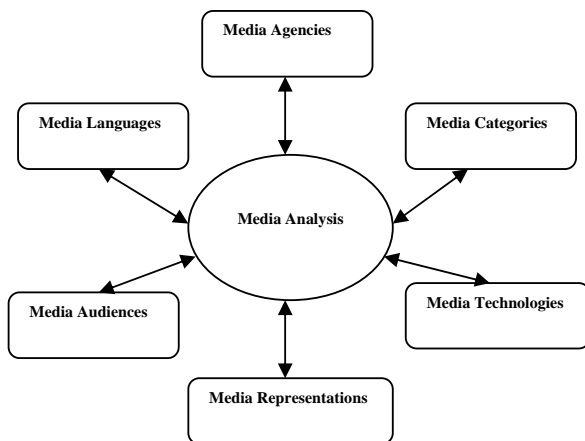 Media Agencies
Media Languages
Media Categories
Media Analysis
Media Audiences
Media Technologies
Media Representations